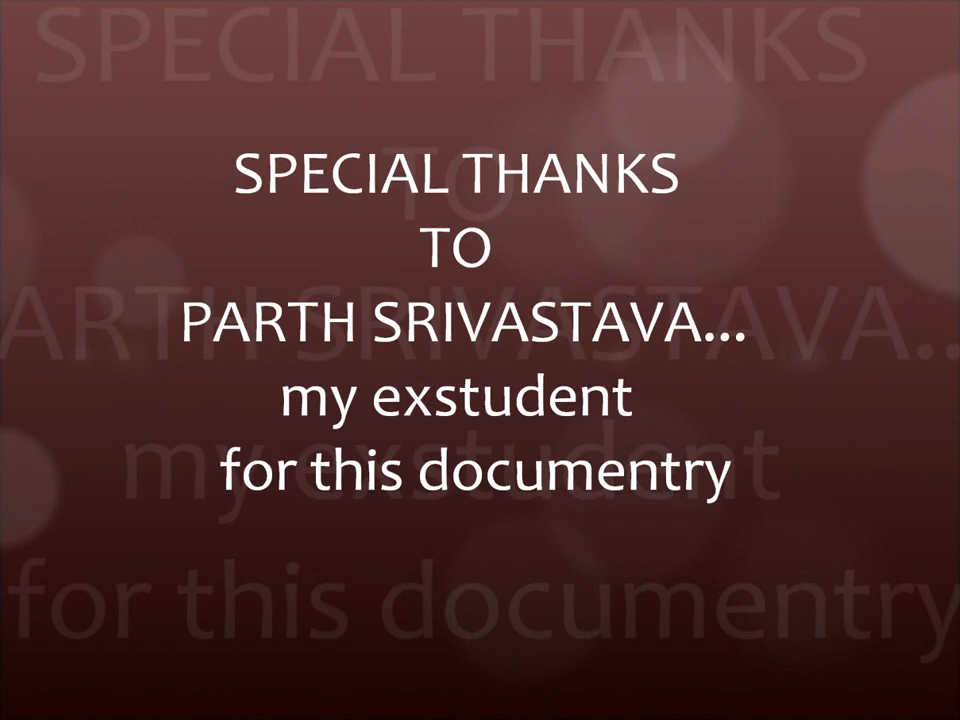 SPECIAL THANKS
TO
PARTH SRIVASTAVA...
my exstudent
for this documentry